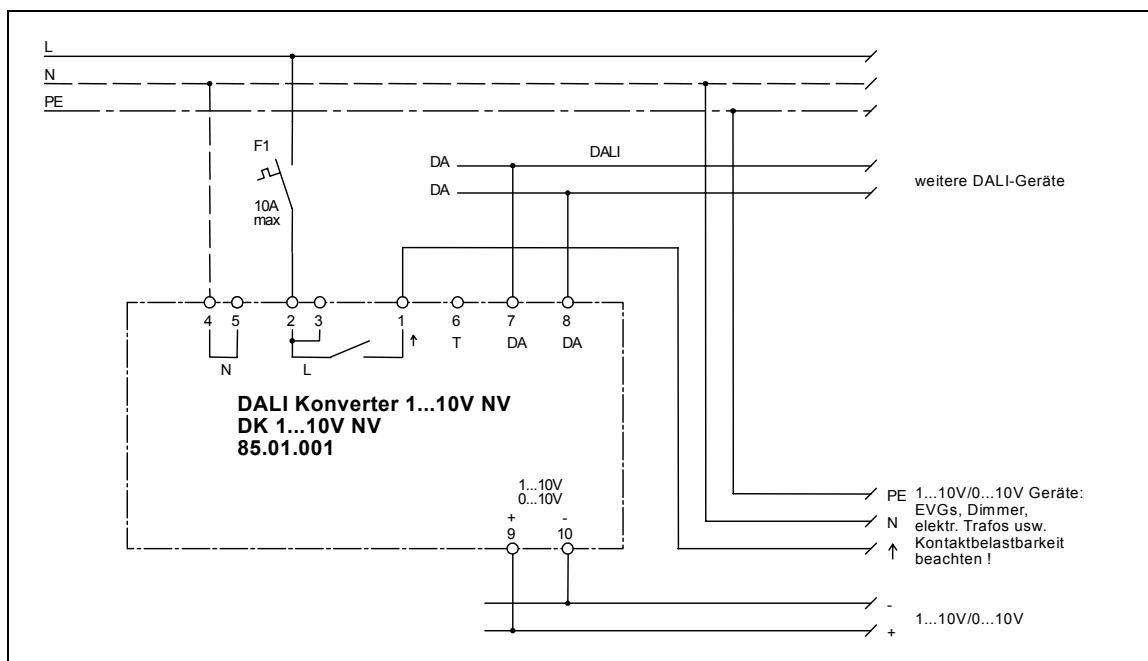 L
N
PE
F1
10A
max
DA
DALI
DA
weitere DALI-Geräte
4 5 2 3 1 6 7 8
↑ T DA DA
N L
DALI Konverter 1...10V NV
DK 1...10V NV
85.01.001
1...10V
0...10V
+ -
9 10
PE
N
↑
1...10V/0...10V Geräte:
EVGs, Dimmer,
elektr. Trafos usw.
Kontaktbelastbarkeit
beachten !
-
+
1...10V/0...10V